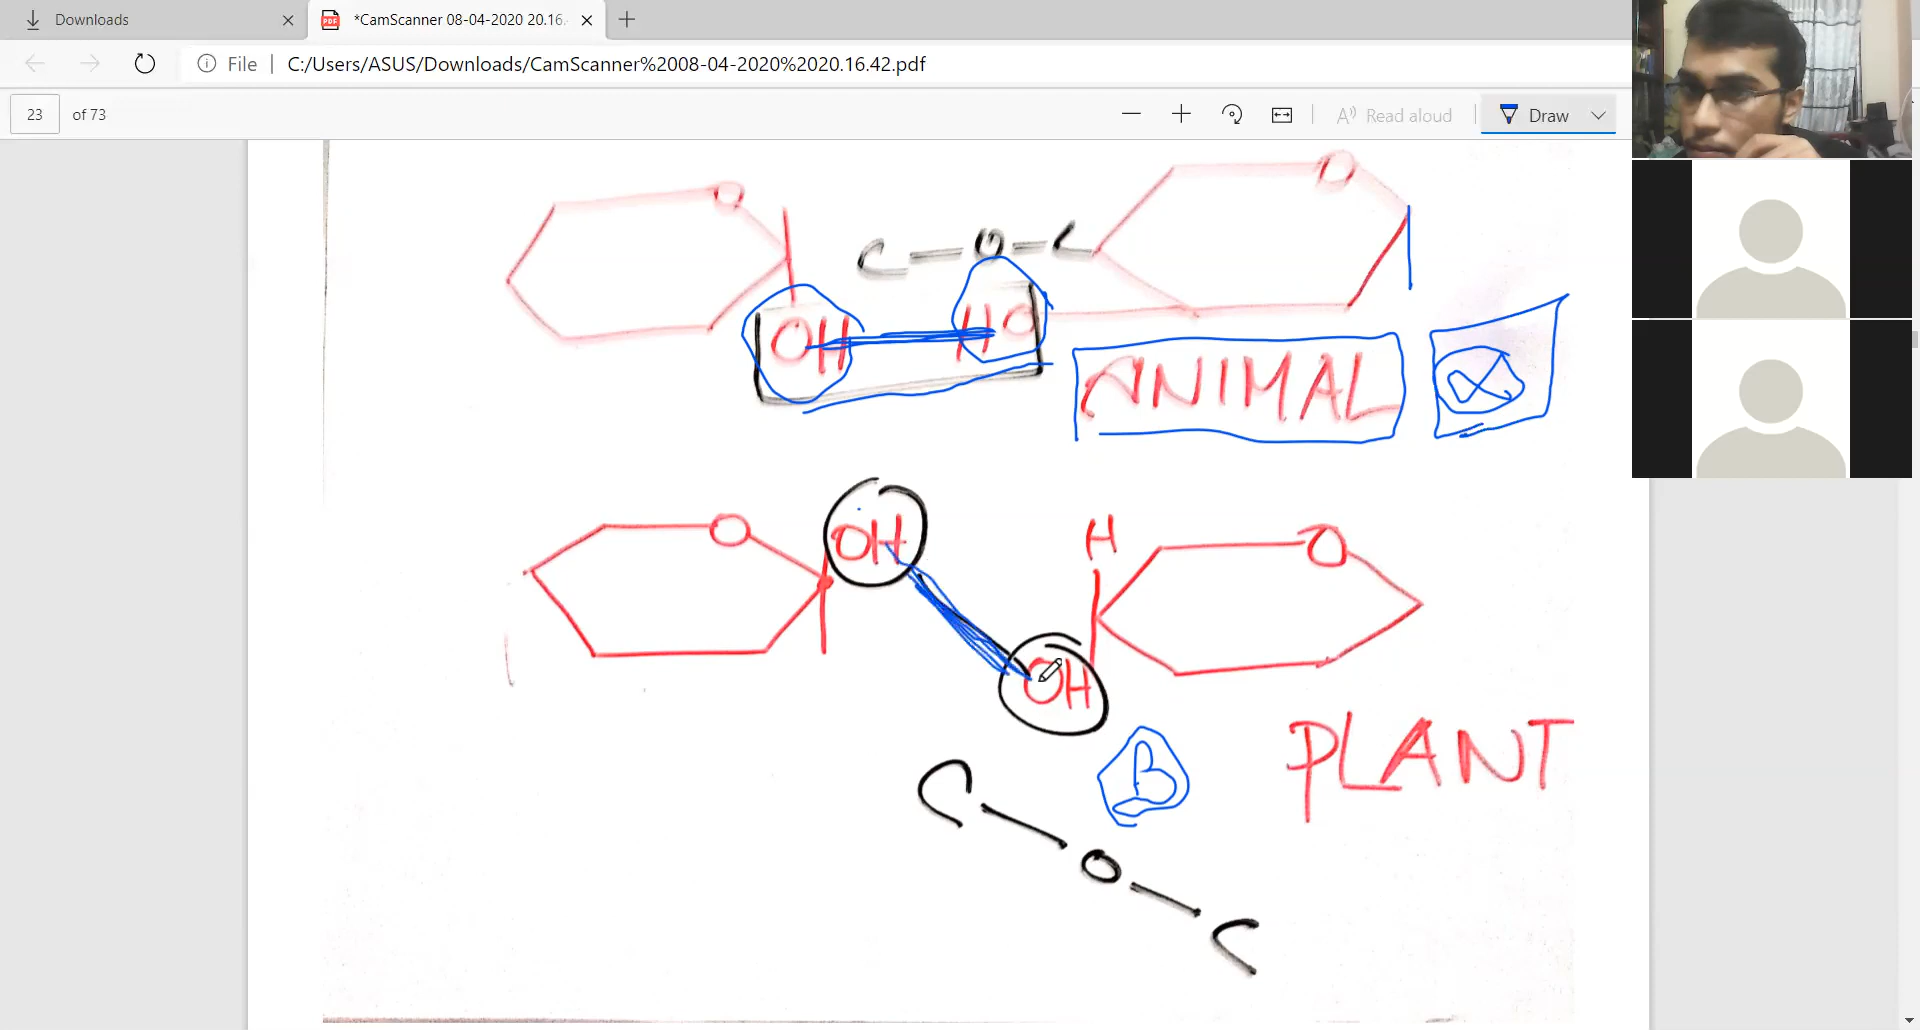 Downloads
*CamScanner 08-04-2020 20.16.
File
C:/Users/ASUS/Downloads/CamScanner%2008-04-2020%2020.16.42.pdf
23 of 73
Read aloud
Draw
O
O
C — O — C
OH
HO
ANIMAL
α
O
OH
H
O
OH
PLANT
β
C — O — C